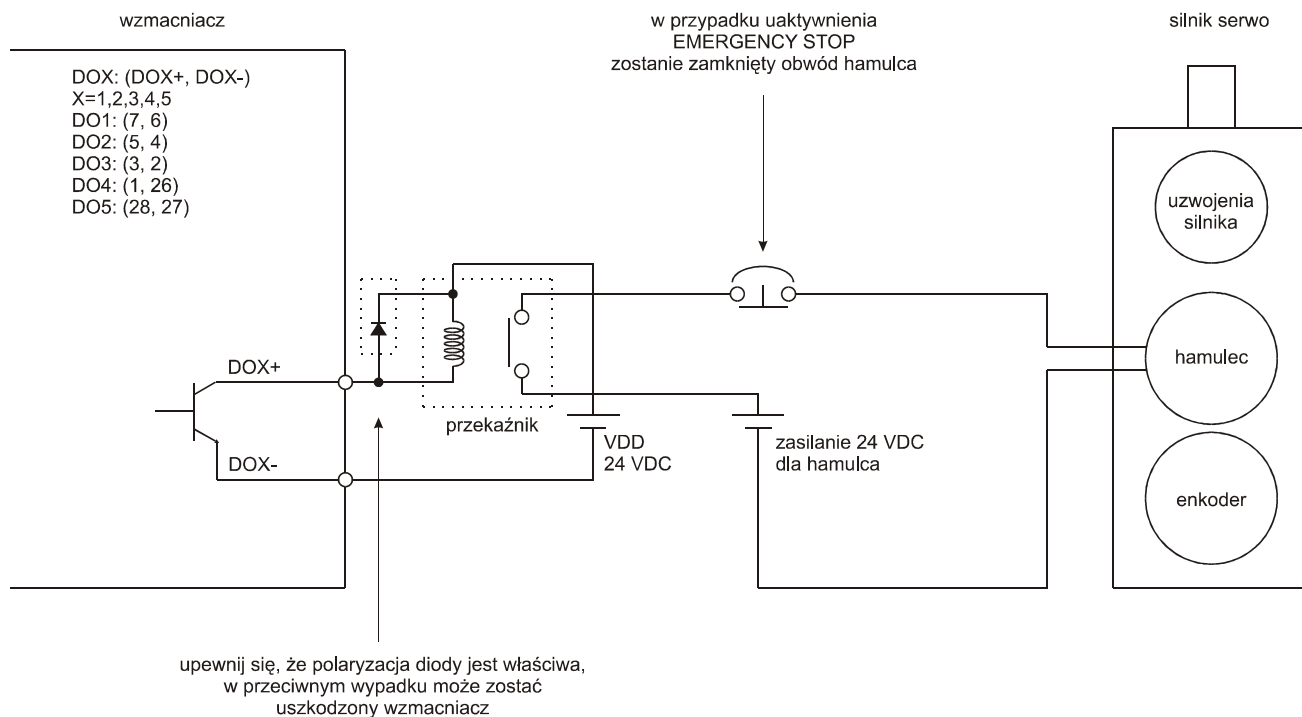 wzmacniacz
w przypadku uaktywnienia
EMERGENCY STOP
zostanie zamknięty obwód hamulca
silnik serwo
DOX: (DOX+, DOX-)
X=1,2,3,4,5
DO1: (7, 6)
DO2: (5, 4)
DO3: (3, 2)
DO4: (1, 26)
DO5: (28, 27)
uzwojenia
silnika
DOX+
hamulec
przekaźnik
VDD
24 VDC
zasilanie 24 VDC
dla hamulca
DOX-
enkoder
upewnij się, że polaryzacja diody jest właściwa,
w przeciwnym wypadku może zostać
uszkodzony wzmacniacz